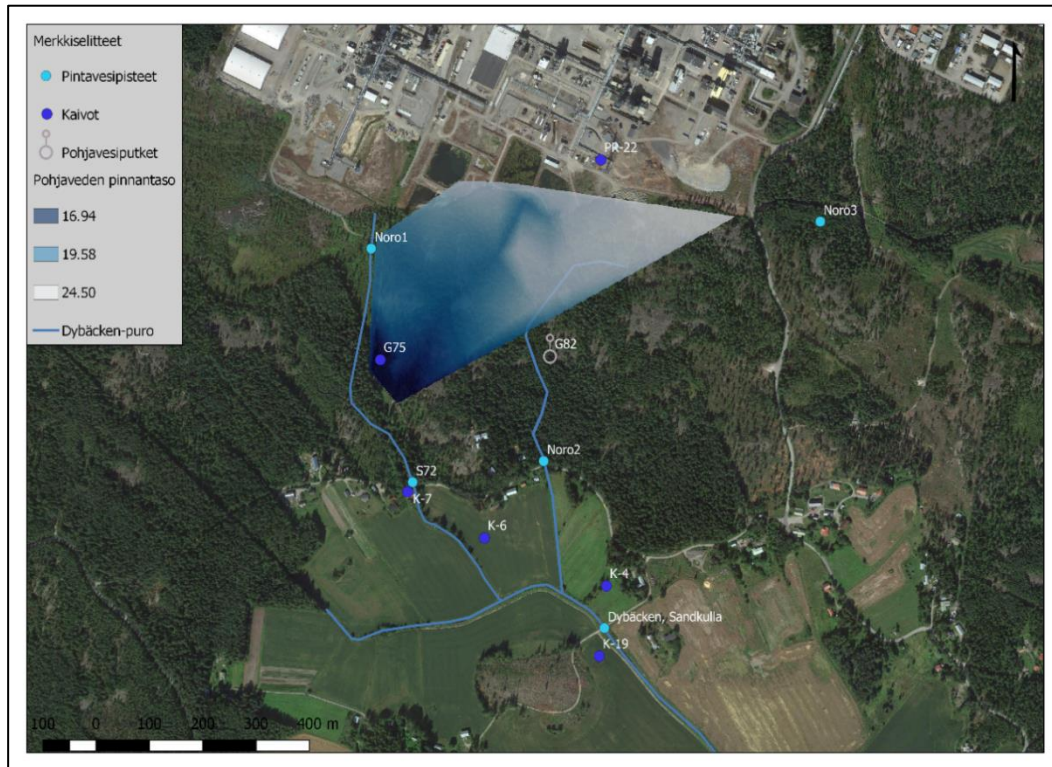 Merkkiselitteet
Pintavesipisteet
Kaivot
Pohjavesiputket
Pohjaveden pinnantaso
16.94
19.58
24.50
Dybäcken-puro
PR-22
Noro3
Noro1
G75
G82
Noro2
S72
K-7
K-6
K-4
Dybäcken, Sandkulla
K-19
100 0 100 200 300 400 m